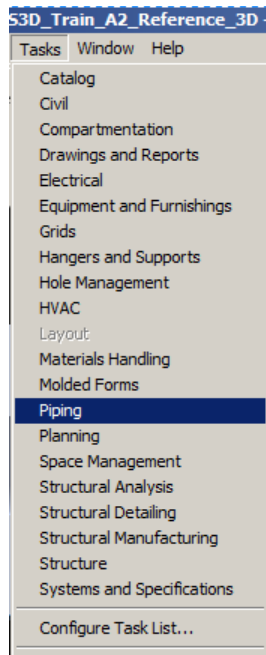 S3D_Train_A2_Reference_3D -
Tasks Window Help
Catalog
Civil
Compartmentation
Drawings and Reports
Electrical
Equipment and Furnishings
Grids
Hangers and Supports
Hole Management
HVAC
Layout
Materials Handling
Molded Forms
Piping
Planning
Space Management
Structural Analysis
Structural Detailing
Structural Manufacturing
Structure
Systems and Specifications
Configure Task List...